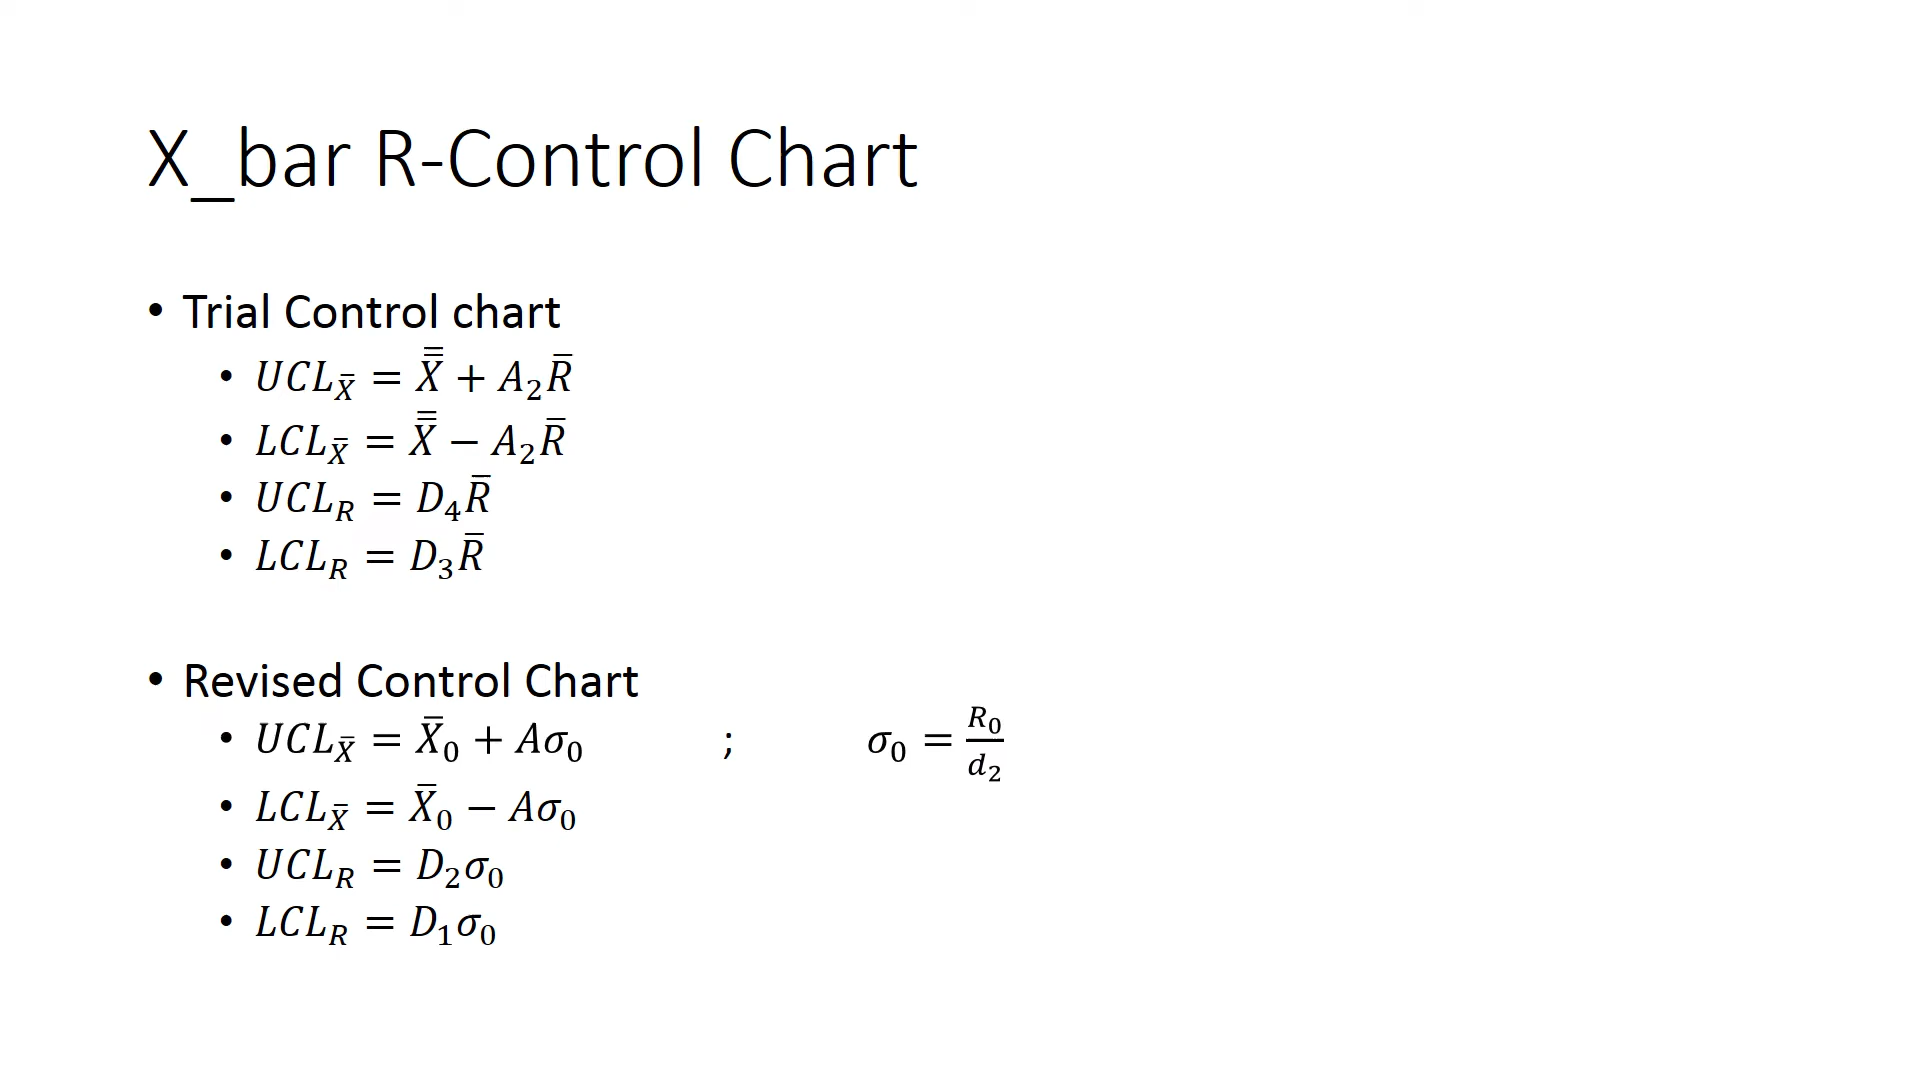 X_bar R-Control Chart
• Trial Control chart
• $UCL_{\bar{X}} = \bar{\bar{\bar{X}}} + A_2\bar{R}$
• $LCL_{\bar{X}} = \bar{\bar{\bar{X}}} - A_2\bar{R}$
• $UCL_R = D_4\bar{R}$
• $LCL_R = D_3\bar{R}$
• Revised Control Chart
• $UCL_{\bar{X}} = \bar{X}_0 + A\sigma_0$ ; $\sigma_0 = \frac{R_0}{d_2}$
• $LCL_{\bar{X}} = \bar{X}_0 - A\sigma_0$
• $UCL_R = D_2\sigma_0$
• $LCL_R = D_1\sigma_0$